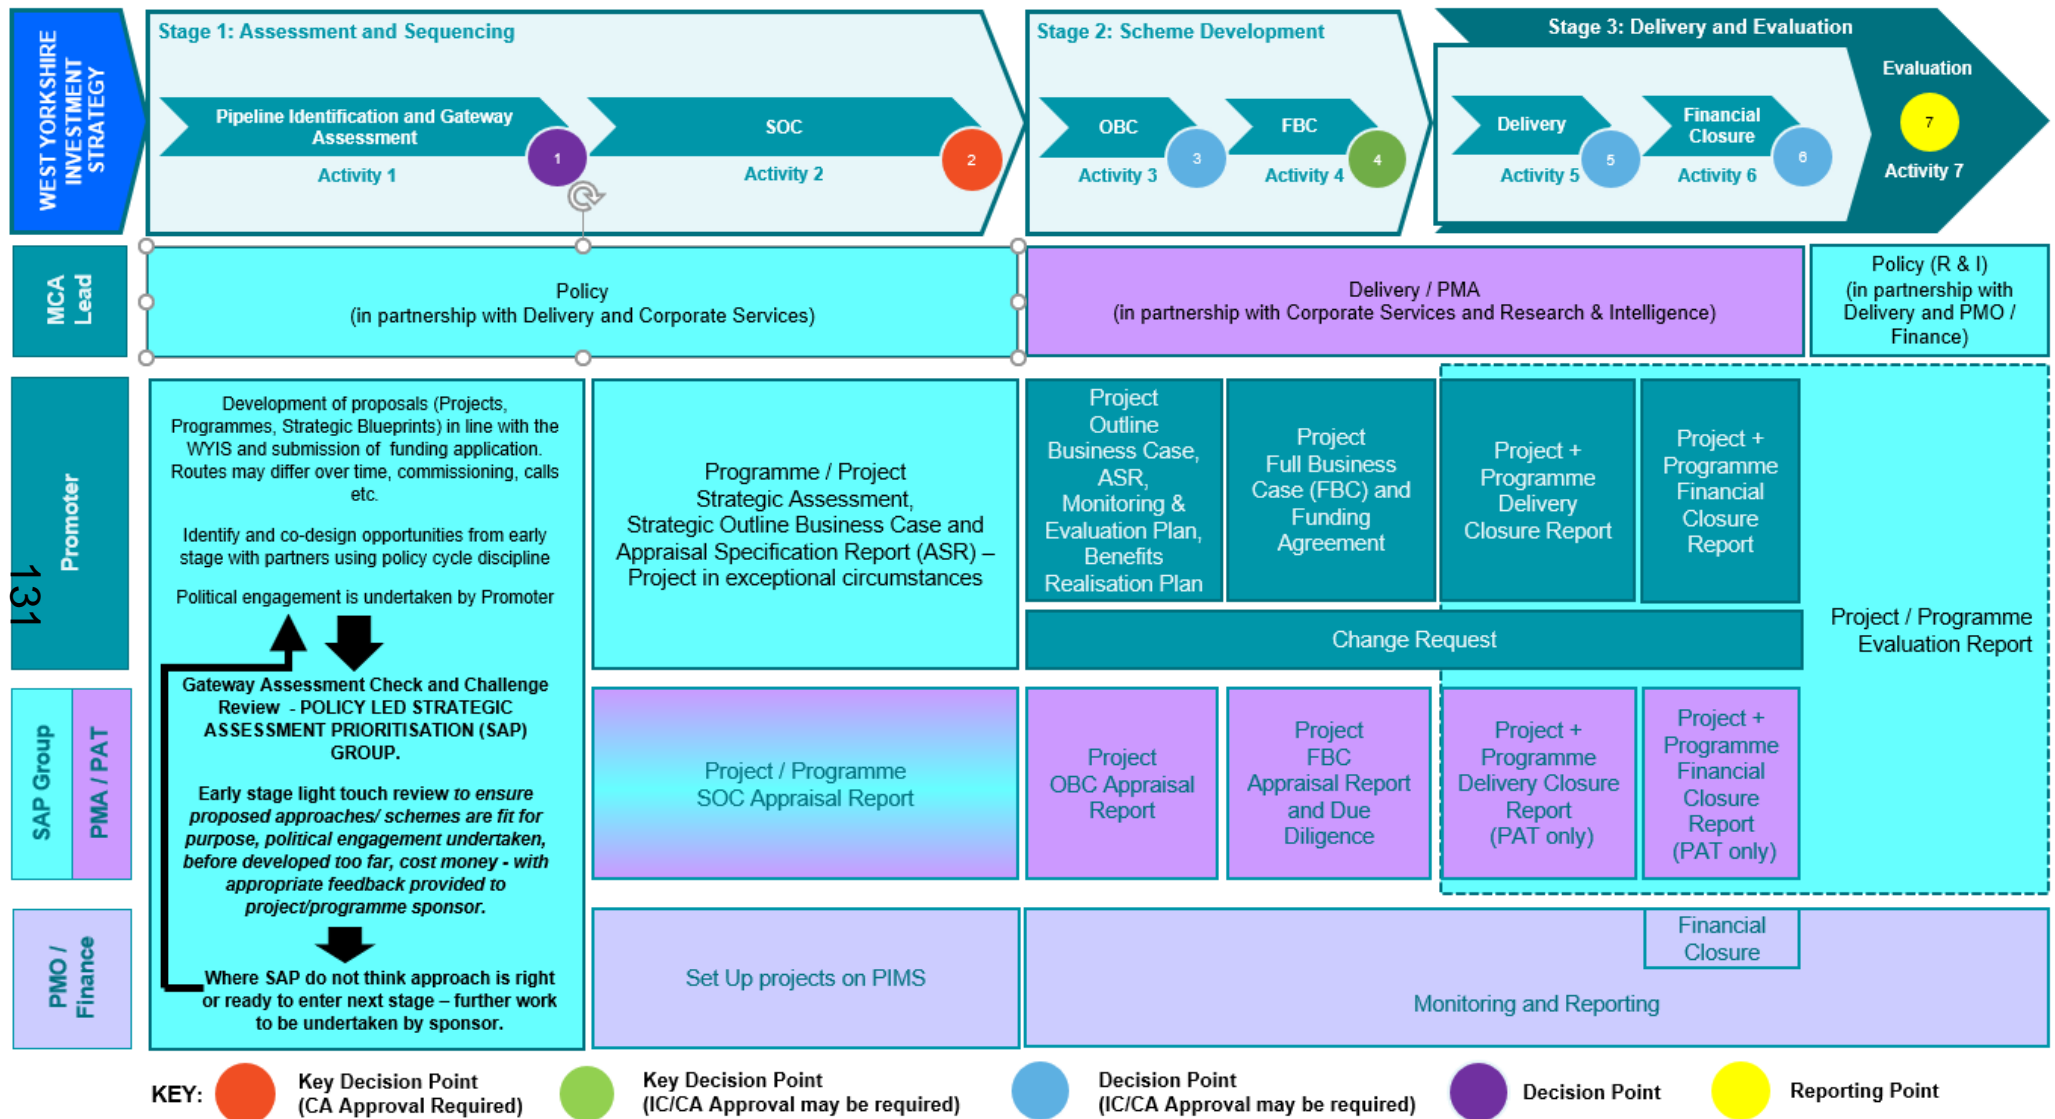 WEST YORKSHIRE
INVESTMENT
STRATEGY
Stage 1: Assessment and Sequencing
Pipeline Identification and Gateway
Assessment
1
Activity 1
SOC
2
Activity 2
Stage 2: Scheme Development
OBC
3
Activity 3
FBC
4
Activity 4
Stage 3: Delivery and Evaluation
Delivery
5
Activity 5
Financial
Closure
6
Activity 6
Evaluation
7
Activity 7
MCA
Lead
Policy
(in partnership with Delivery and Corporate Services)
Delivery / PMA
(in partnership with Corporate Services and Research & Intelligence)
Policy (R & I)
(in partnership with
Delivery and PMO /
Finance)
Promoter
131
Development of proposals (Projects,
Programmes, Strategic Blueprints) in line with the
WYIS and submission of funding application.
Routes may differ over time, commissioning, calls
etc.
Identify and co-design opportunities from early
stage with partners using policy cycle discipline
Political engagement is undertaken by Promoter
Gateway Assessment Check and Challenge
Review - POLICY LED STRATEGIC
ASSESSMENT PRIORITISATION (SAP)
GROUP.
Early stage light touch review to ensure
proposed approaches/ schemes are fit for
purpose, political engagement undertaken,
before developed too far, cost money - with
appropriate feedback provided to
project/programme sponsor.
Where SAP do not think approach is right
or ready to enter next stage – further work
to be undertaken by sponsor.
Programme / Project
Strategic Assessment,
Strategic Outline Business Case and
Appraisal Specification Report (ASR) –
Project in exceptional circumstances
Project
Outline
Business Case,
ASR,
Monitoring &
Evaluation Plan,
Benefits
Realisation Plan
Project
Full Business
Case (FBC) and
Funding
Agreement
Project +
Programme
Delivery
Closure Report
Project +
Programme
Financial
Closure
Report
Change Request
Project / Programme
Evaluation Report
SAP Group
PMA / PAT
Project / Programme
SOC Appraisal Report
Project
OBC Appraisal
Report
Project
FBC
Appraisal Report
and Due
Diligence
Project +
Programme
Delivery Closure
Report
(PAT only)
Project +
Programme
Financial
Closure
Report
(PAT only)
PMO /
Finance
Set Up projects on PIMS
Financial
Closure
Monitoring and Reporting
KEY:
Key Decision Point
(CA Approval Required)
Key Decision Point
(IC/CA Approval may be required)
Decision Point
(IC/CA Approval may be required)
Decision Point
Reporting Point